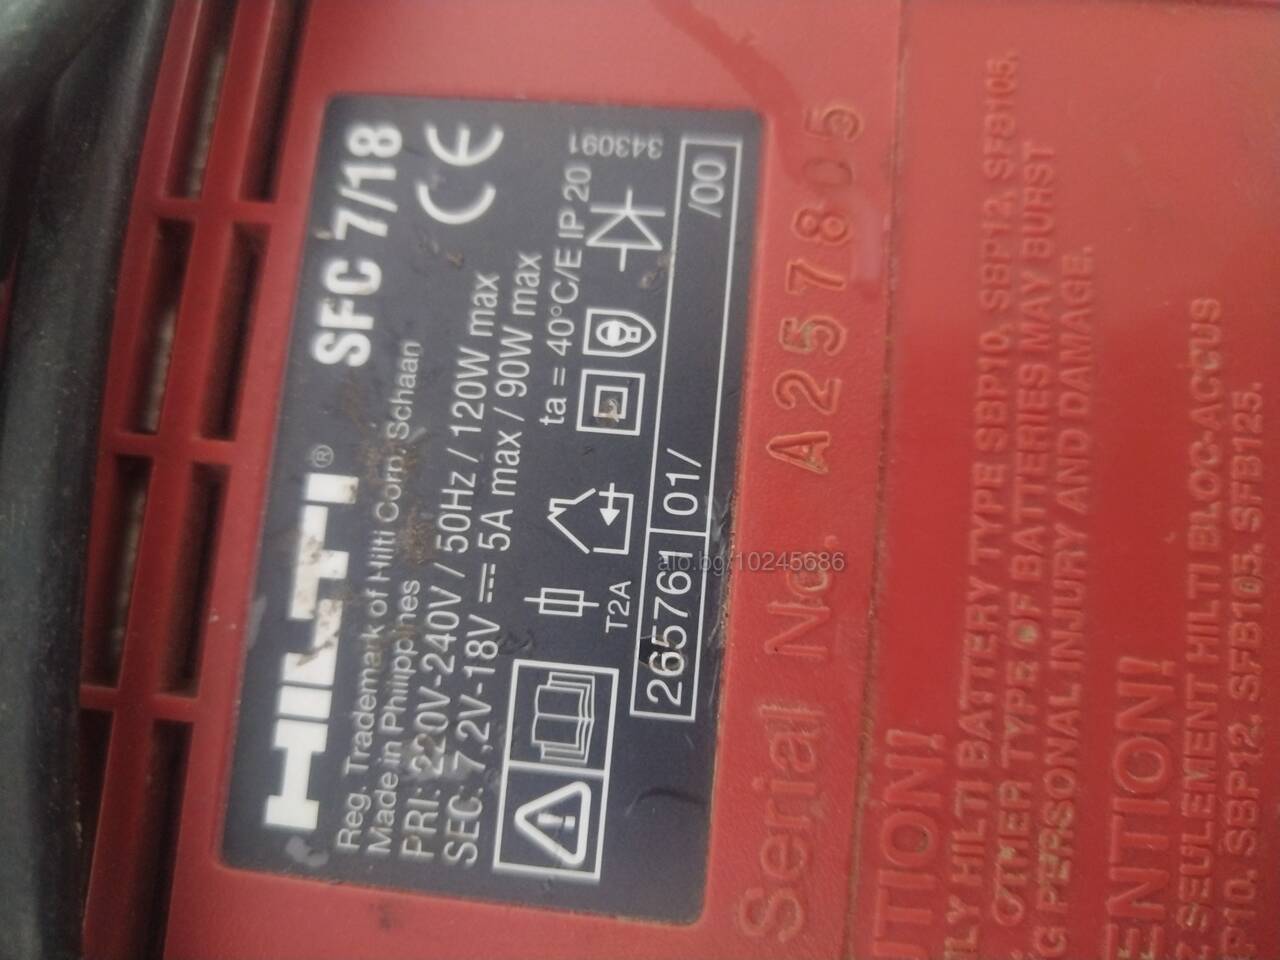 HILTI® SFC 7/18
Reg. Trademark of Hilti Corp. Schaan
Made in Philippines
PRI: 220V-240V / 50Hz / 120W max
SEC: 7,2V-18V ⎓ 5A max / 90W max
ta = 40°C/E IP 20
T2A
343091
265761 01/ /00
CE
Serial No. A257805
UTION!
LY HILTI BATTERY TYPE SBP10, SBP12, SFB105,
OTHER TYPE OF BATTERIES MAY BURST
G PERSONAL INJURY AND DAMAGE.
ENTION!
Z SEULEMENT HILTI BLOC-ACCUS
P10, SBP12, SFB105, SFB125.
alo.bg/10245686